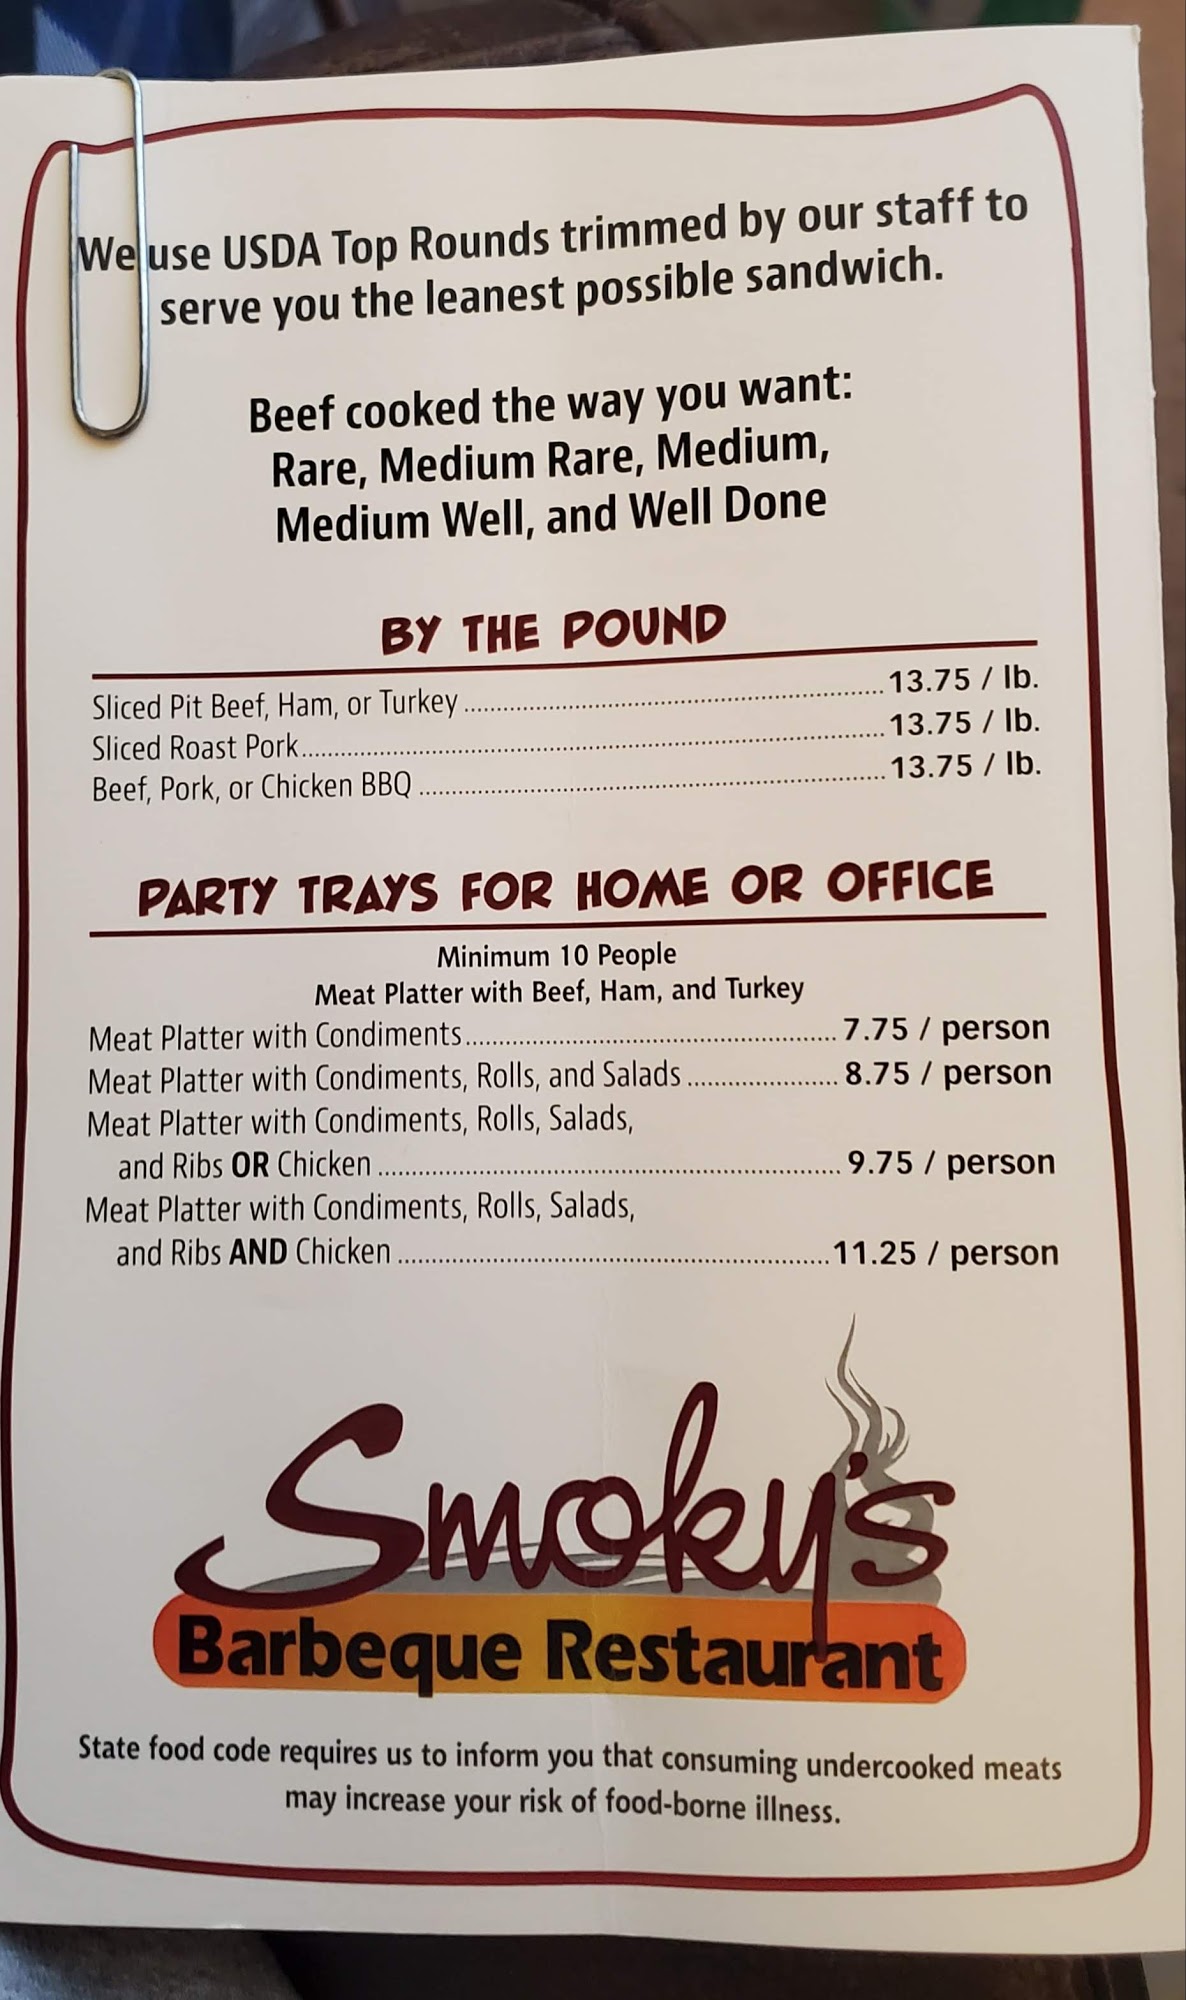 We use USDA Top Rounds trimmed by our staff to
serve you the leanest possible sandwich.
Beef cooked the way you want:
Rare, Medium Rare, Medium,
Medium Well, and Well Done
BY THE POUND
Sliced Pit Beef, Ham, or Turkey 13.75 / lb.
Sliced Roast Pork 13.75 / lb.
Beef, Pork, or Chicken BBQ 13.75 / lb.
PARTY TRAYS FOR HOME OR OFFICE
Minimum 10 People
Meat Platter with Beef, Ham, and Turkey
Meat Platter with Condiments 7.75 / person
Meat Platter with Condiments, Rolls, and Salads 8.75 / person
Meat Platter with Condiments, Rolls, Salads,
and Ribs OR Chicken 9.75 / person
Meat Platter with Condiments, Rolls, Salads,
and Ribs AND Chicken 11.25 / person
Smoky's
Barbeque Restaurant
State food code requires us to inform you that consuming undercooked meats
may increase your risk of food-borne illness.